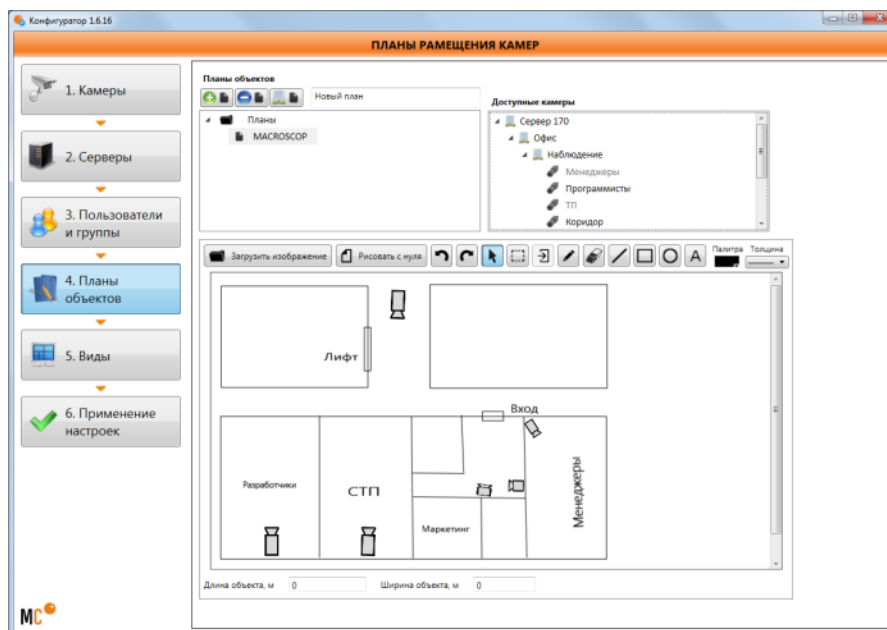 Конфигуратор 1.6.16
ПЛАНЫ РАМЕЩЕНИЯ КАМЕР
1. Камеры
2. Серверы
3. Пользователи
и группы
4. Планы
объектов
5. Виды
6. Применение
настроек
Планы объектов
Новый план
Планы
MACROSCOP
Доступные камеры
Сервер 170
Офис
Наблюдение
Менеджеры
Программисты
ТП
Коридор
Загрузить изображение
Рисовать с нуля
A
Палитра
Толщина
Лифт
Вход
Разработчики
СТП
Маркетинг
Менеджеры
Длина объекта, м 0
Ширина объекта, м 0
MC